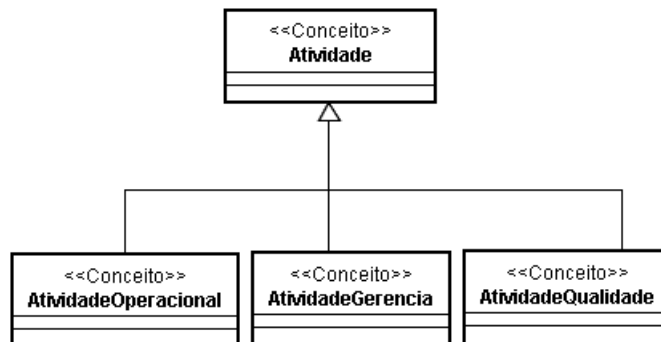 <<Conceito>>
Atividade
<<Conceito>>
AtividadeOperacional
<<Conceito>>
AtividadeGerencia
<<Conceito>>
AtividadeQualidade